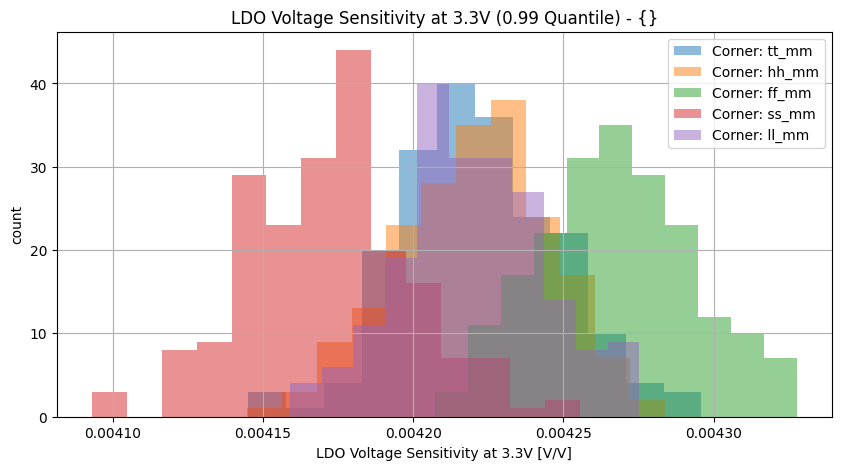 LDO Voltage Sensitivity at 3.3V (0.99 Quantile) - {}
Corner: tt_mm
Corner: hh_mm
Corner: ff_mm
Corner: ss_mm
Corner: ll_mm
40
30
20
10
0
count
0.00410 0.00415 0.00420 0.00425 0.00430
LDO Voltage Sensitivity at 3.3V [V/V]